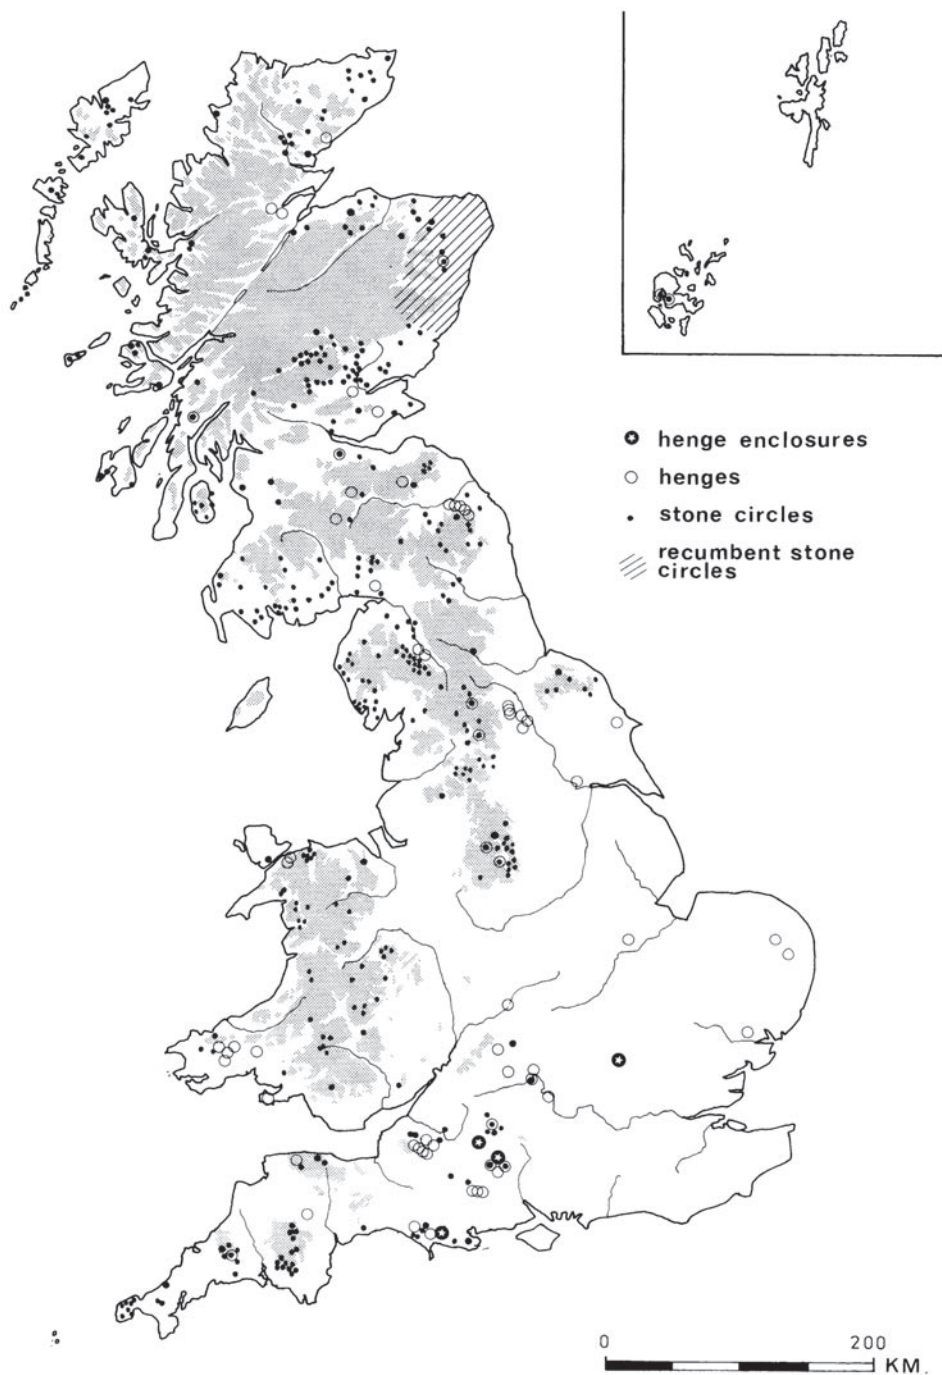 henge enclosures
henges
stone circles
recumbent stone
circles
0 200
KM.